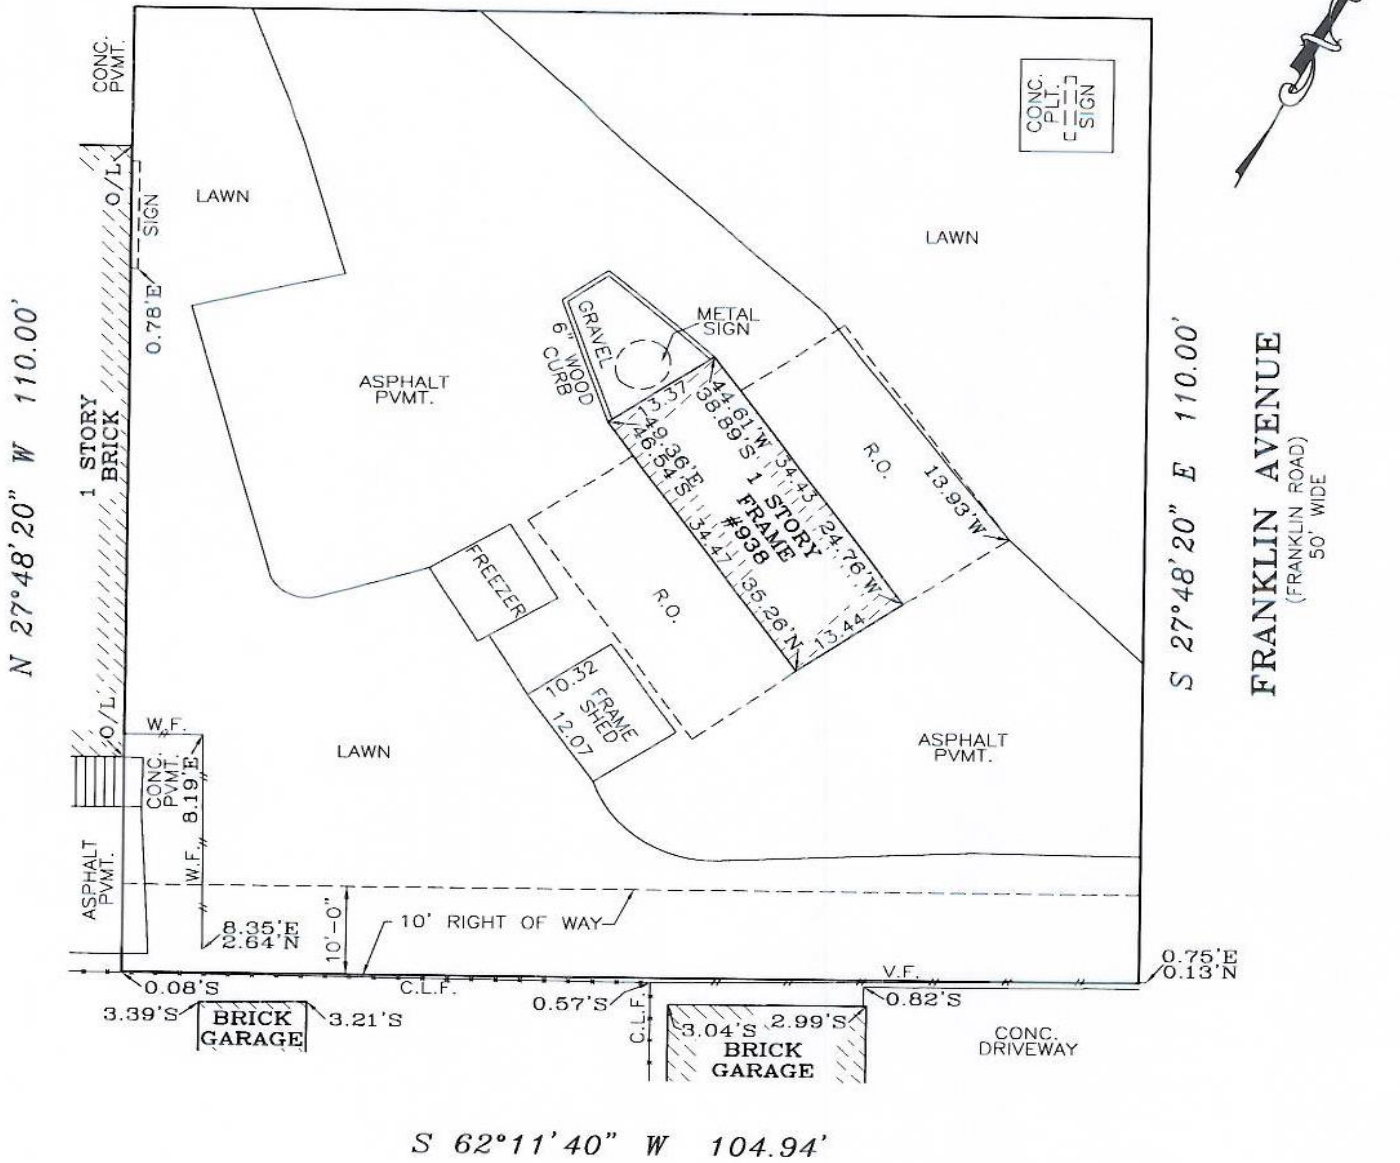 CONC.
PVMT.
O/L
SIGN
0.78'E
LAWN
CONC.
PLT.
SIGN
LAWN
METAL
SIGN
GRAVEL
6" WOOD
CURB
ASPHALT
PVMT.
13.37
44.61'W
38.89'S
49.36'E
46.54'S
34.43
1 STORY
FRAME
#938
34.47
24.76'W
35.26'N
13.44
R.O.
13.93'W
R.O.
FREEZER
10.32
FRAME
SHED
12.07
1 STORY
BRICK
N 27°48'20" W 110.00'
S 27°48'20" E 110.00'
FRANKLIN AVENUE
(FRANKLIN ROAD)
50' WIDE
O/L
W.F.
CONC.
PVMT.
8.19'E
W.F.
ASPHALT
PVMT.
LAWN
ASPHALT
PVMT.
8.35'E
2.64'N
10'-0"
10' RIGHT OF WAY
0.75'E
0.13'N
0.08'S
C.L.F.
V.F.
0.57'S
C.L.F.
0.82'S
3.39'S
BRICK
GARAGE
3.21'S
3.04'S
2.99'S
BRICK
GARAGE
CONC.
DRIVEWAY
S 62°11'40" W 104.94'